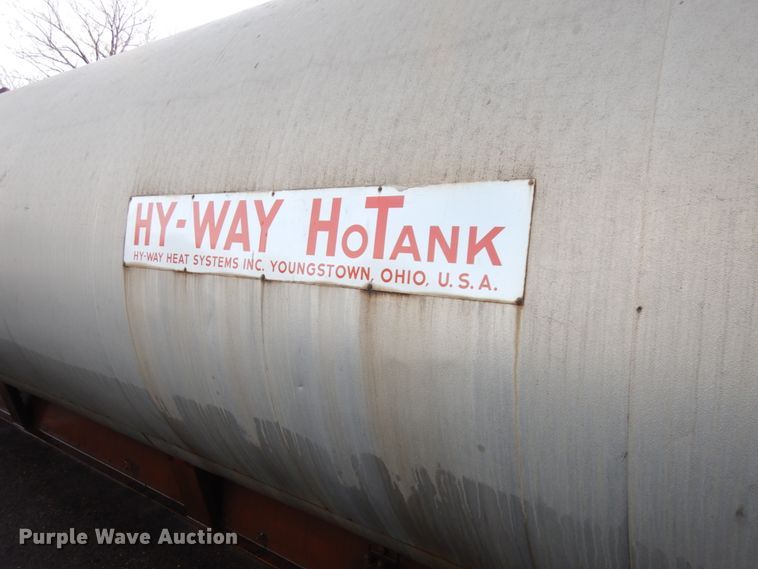 HY-WAY HOTANK
HY-WAY HEAT SYSTEMS INC. YOUNGSTOWN, OHIO, U.S.A.
Purple Wave Auction